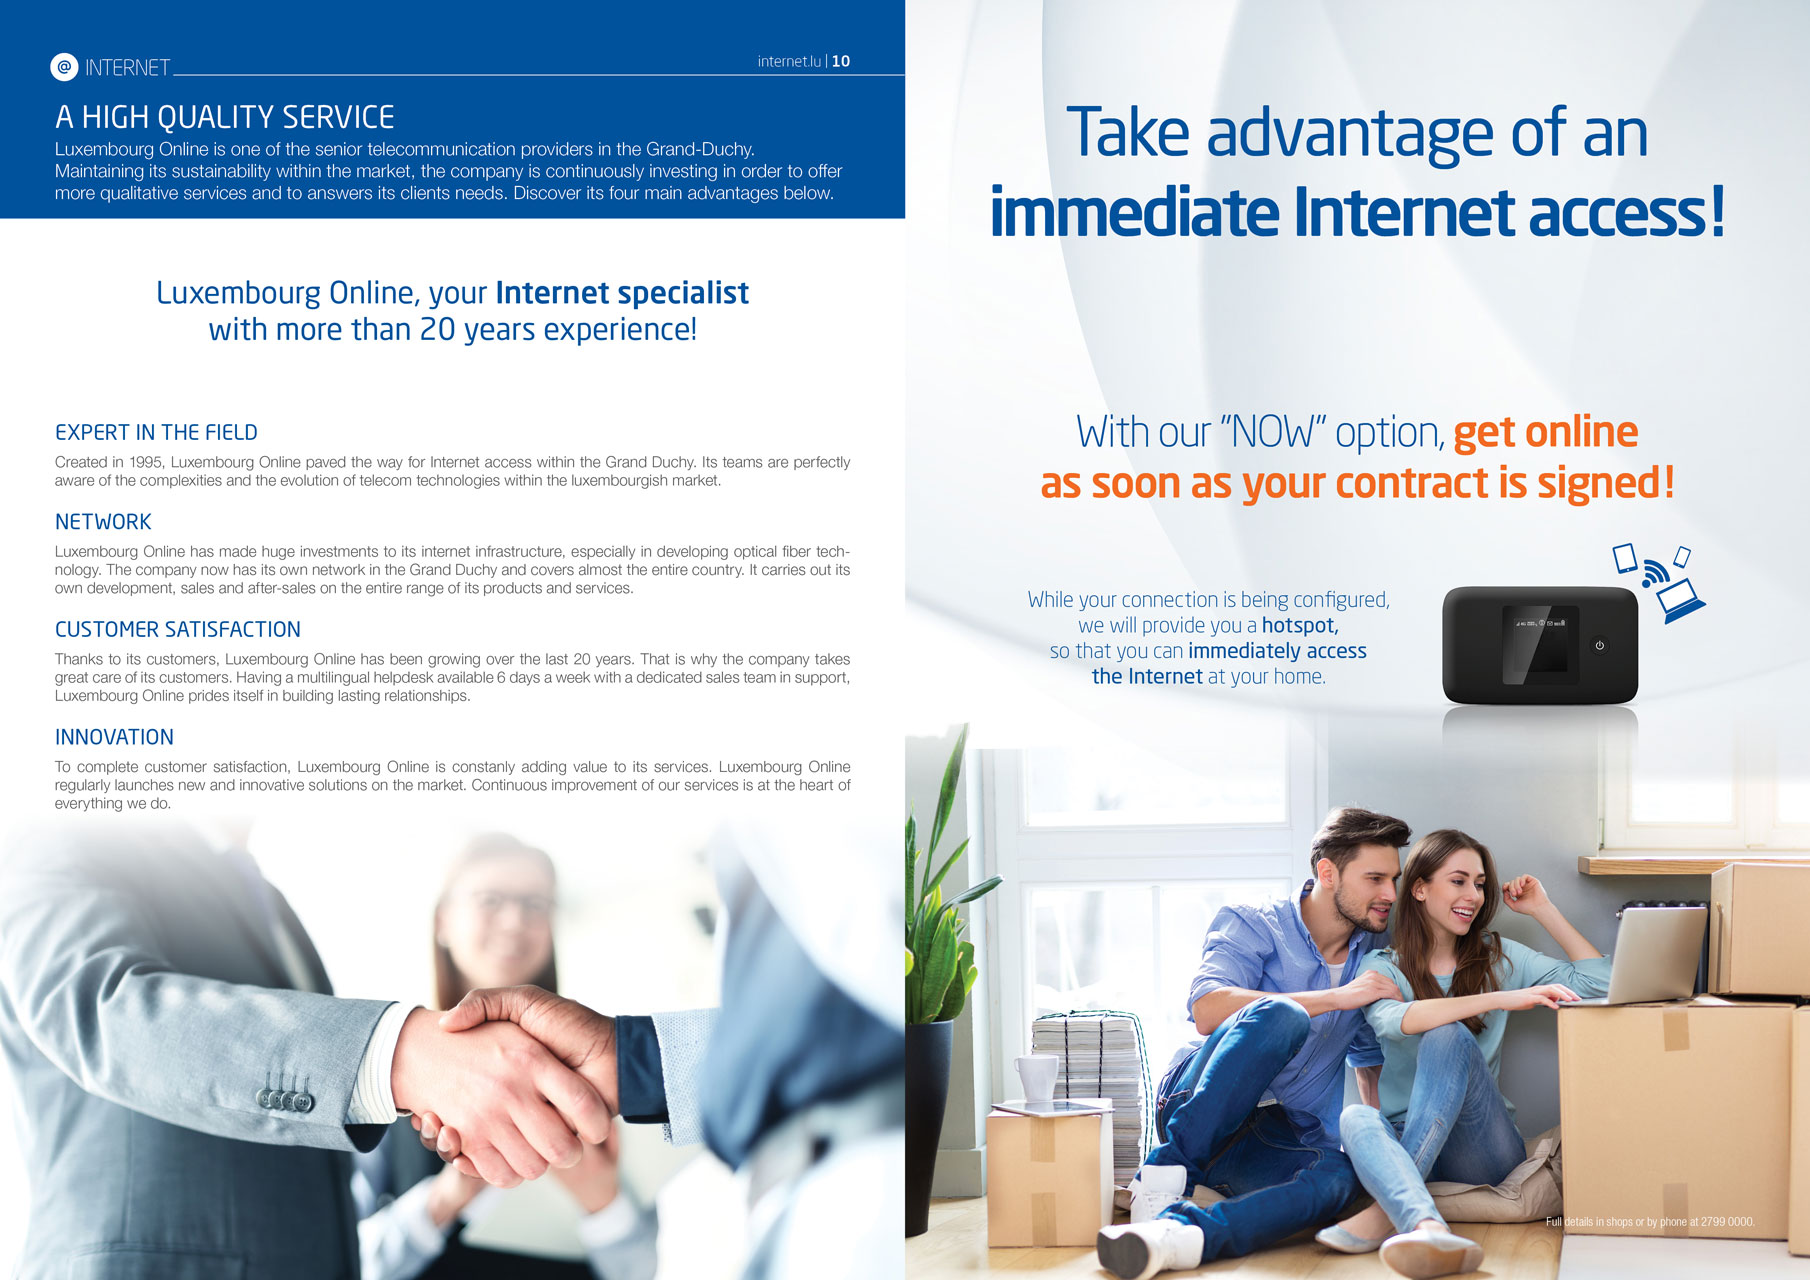 @ INTERNET
internet.lu | 10
A HIGH QUALITY SERVICE
Luxembourg Online is one of the senior telecommunication providers in the Grand-Duchy.
Maintaining its sustainability within the market, the company is continuously investing in order to offer
more qualitative services and to answers its clients needs. Discover its four main advantages below.
Luxembourg Online, your Internet specialist
with more than 20 years experience!
EXPERT IN THE FIELD
Created in 1995, Luxembourg Online paved the way for Internet access within the Grand Duchy. Its teams are perfectly
aware of the complexities and the evolution of telecom technologies within the luxembourgish market.
NETWORK
Luxembourg Online has made huge investments to its internet infrastructure, especially in developing optical fiber tech-
nology. The company now has its own network in the Grand Duchy and covers almost the entire country. It carries out its
own development, sales and after-sales on the entire range of its products and services.
CUSTOMER SATISFACTION
Thanks to its customers, Luxembourg Online has been growing over the last 20 years. That is why the company takes
great care of its customers. Having a multilingual helpdesk available 6 days a week with a dedicated sales team in support,
Luxembourg Online prides itself in building lasting relationships.
INNOVATION
To complete customer satisfaction, Luxembourg Online is constanly adding value to its services. Luxembourg Online
regularly launches new and innovative solutions on the market. Continuous improvement of our services is at the heart of
everything we do.
Take advantage of an
immediate Internet access!
With our "NOW" option, get online
as soon as your contract is signed!
While your connection is being configured,
we will provide you a hotspot,
so that you can immediately access
the Internet at your home.
Full details in shops or by phone at 2799 0000.